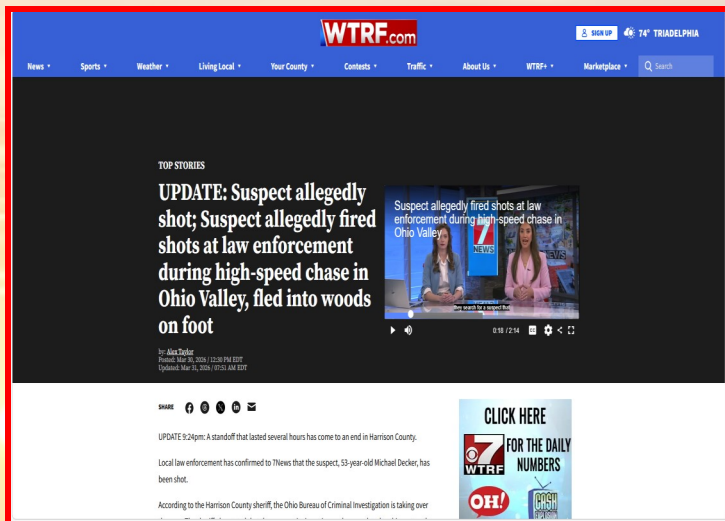 WTRF.com
SIGN UP
74° TRIADELPHIA
News
Sports
Weather
Living Local
Your County
Contests
Traffic
About Us
WTRF+
Marketplace
Search
TOP STORIES
UPDATE: Suspect allegedly
shot; Suspect allegedly fired
shots at law enforcement
during high-speed chase in
Ohio Valley, fled into woods
on foot
by: Alex Taylor
Posted: Mar 30, 2026 / 12:30 PM EDT
Updated: Mar 31, 2026 / 07:51 AM EDT
Suspect allegedly fired shots at law
enforcement during high-speed chase in
Ohio Valley
7
NEWS
they search for a suspect that
0:18 / 2:14
SHARE
UPDATE 9:24pm: A standoff that lasted several hours has come to an end in Harrison County.
Local law enforcement has confirmed to 7News that the suspect, 53-year-old Michael Decker, has
been shot.
According to the Harrison County sheriff, the Ohio Bureau of Criminal Investigation is taking over
CLICK HERE
7
WTRF
FOR THE DAILY
NUMBERS
OH!
CASH
EXPLOSION